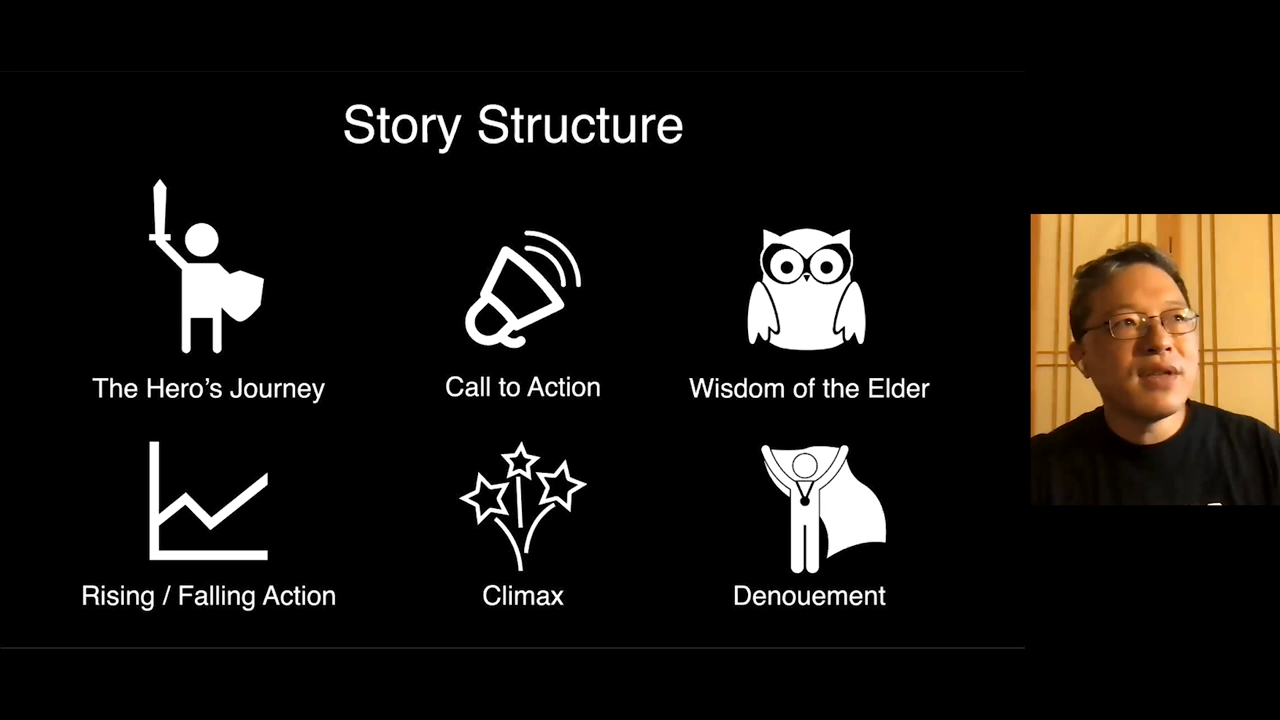 Story Structure
The Hero's Journey
Call to Action
Wisdom of the Elder
Rising / Falling Action
Climax
Denouement